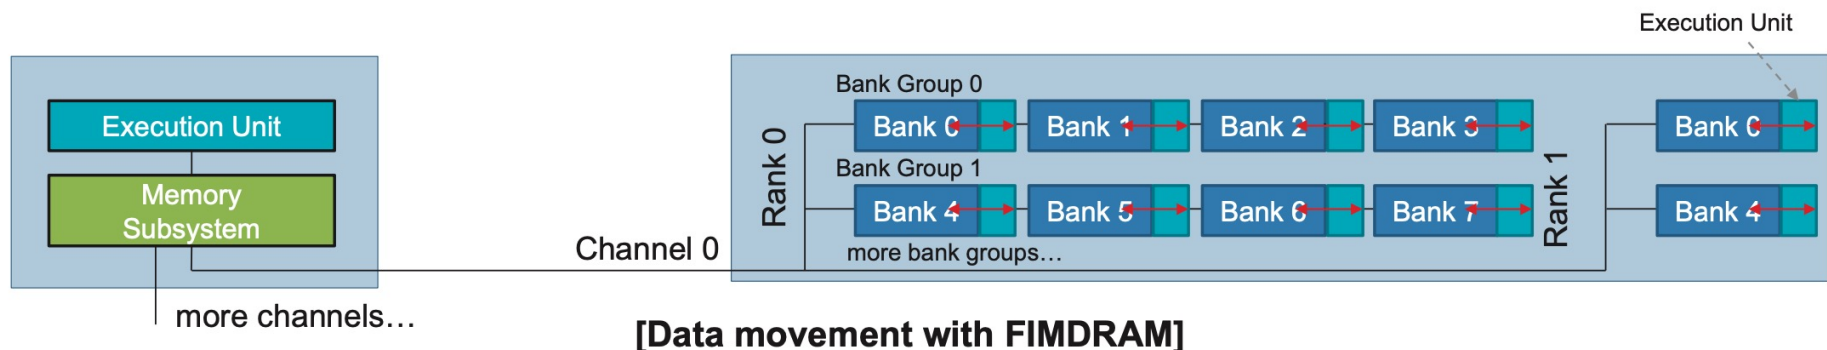 Execution Unit
Execution Unit
Memory
Subsystem
more channels…
Channel 0
Rank 0
Bank Group 0
Bank 0
Bank 1
Bank 2
Bank 3
Bank Group 1
Bank 4
Bank 5
Bank 6
Bank 7
more bank groups…
Rank 1
Bank 0
Bank 4
[Data movement with FIMDRAM]